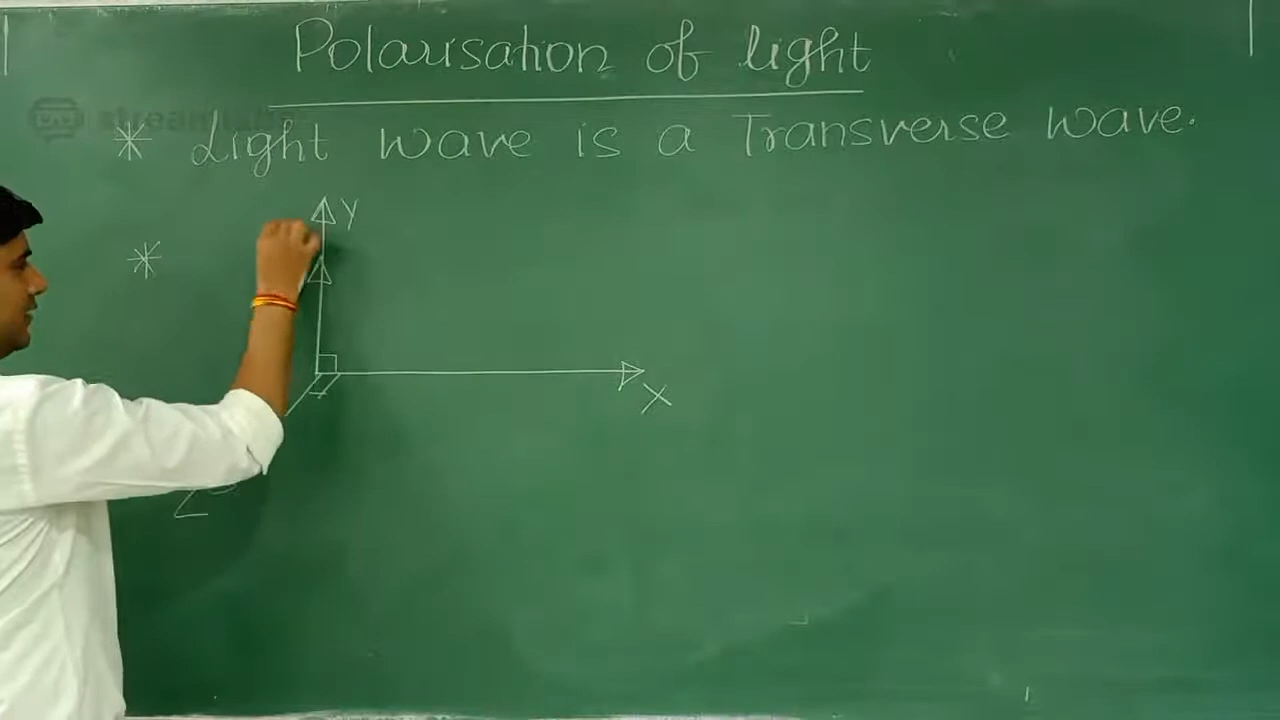 Polarisation of light
* Light wave is a Transverse wave.
Y
*
X
Z